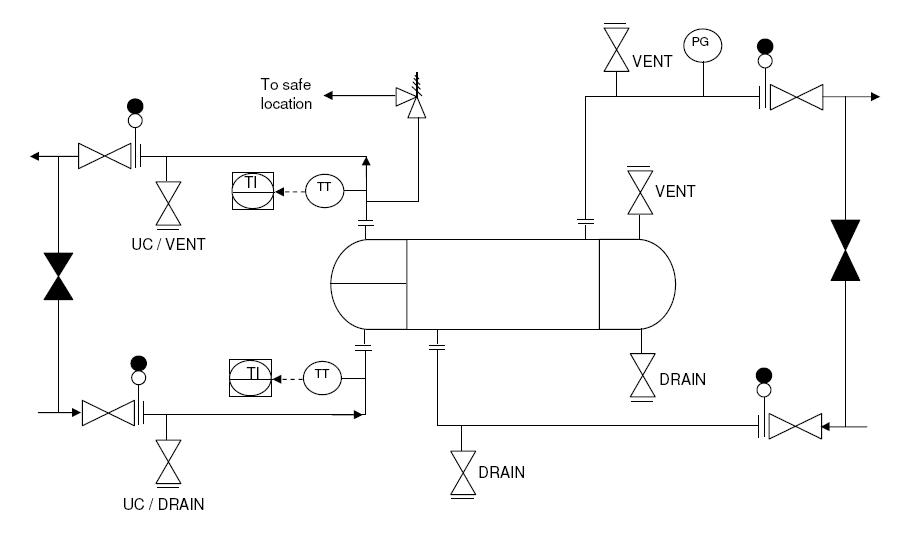 VENT
PG
To safe
location
TI
TT
VENT
UC / VENT
TI
TT
DRAIN
DRAIN
UC / DRAIN